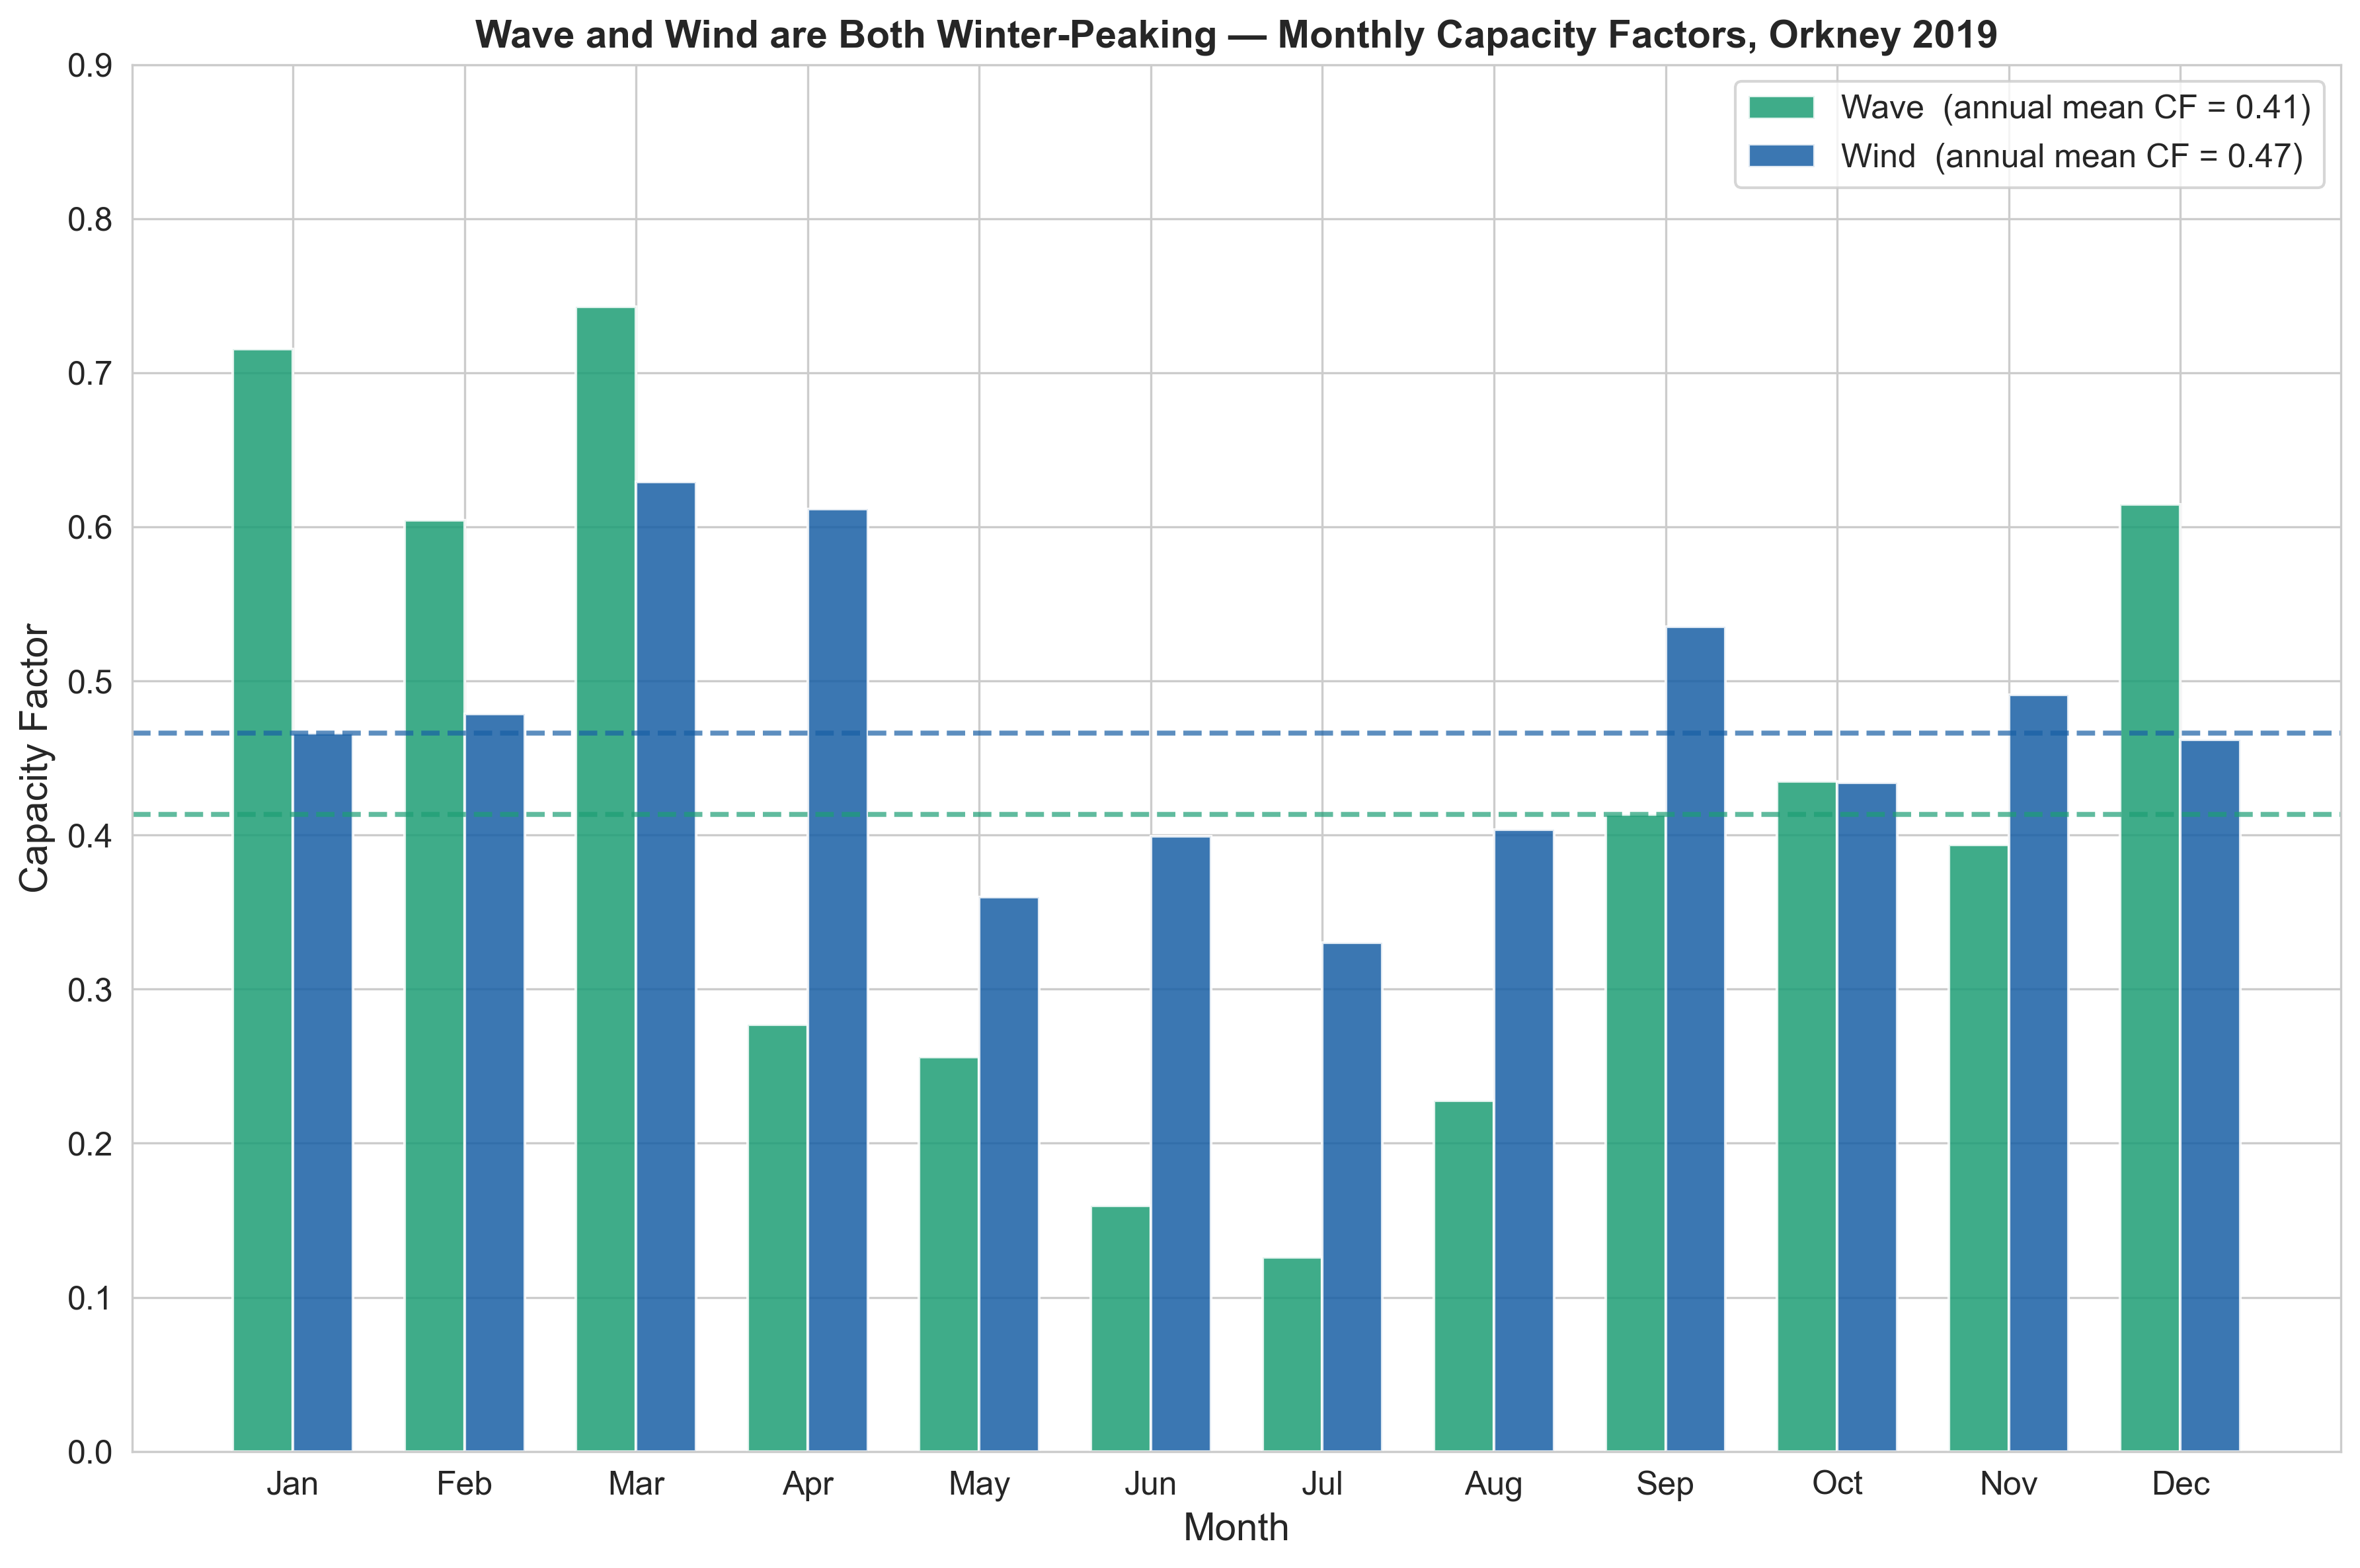 Wave and Wind are Both Winter-Peaking — Monthly Capacity Factors, Orkney 2019
Wave (annual mean CF = 0.41)
Wind (annual mean CF = 0.47)
Capacity Factor
0.9
0.8
0.7
0.6
0.5
0.4
0.3
0.2
0.1
0.0
Jan Feb Mar Apr May Jun Jul Aug Sep Oct Nov Dec
Month